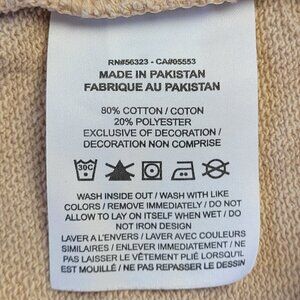 RN#56323 - CA#05553
MADE IN PAKISTAN
FABRIQUE AU PAKISTAN
80% COTTON / COTON
20% POLYESTER
EXCLUSIVE OF DECORATION /
DECORATION NON COMPRISE
30C
WASH INSIDE OUT / WASH WITH LIKE
COLORS / REMOVE IMMEDIATELY / DO NOT
ALLOW TO LAY ON ITSELF WHEN WET / DO
NOT IRON DESIGN
LAVER A L'ENVERS / LAVER AVEC COULEURS
SIMILAIRES / ENLEVER IMMEDIATEMENT / NE
PAS LAISSER LE VÊTEMENT PLIÉ LORSQU'IL
EST MOUILLÉ / NE PAS REPASSER LE DESSIN